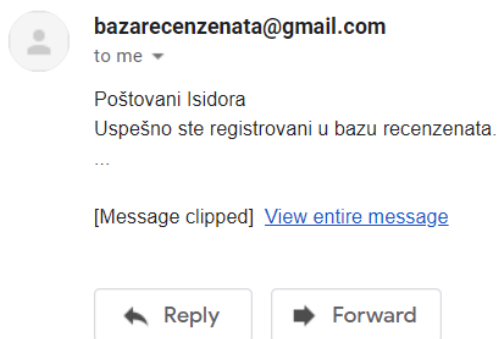 bazarecenzenata@gmail.com
to me
Poštovani Isidora
Uspešno ste registrovani u bazu recenzenata.
...
[Message clipped] View entire message
Reply Forward